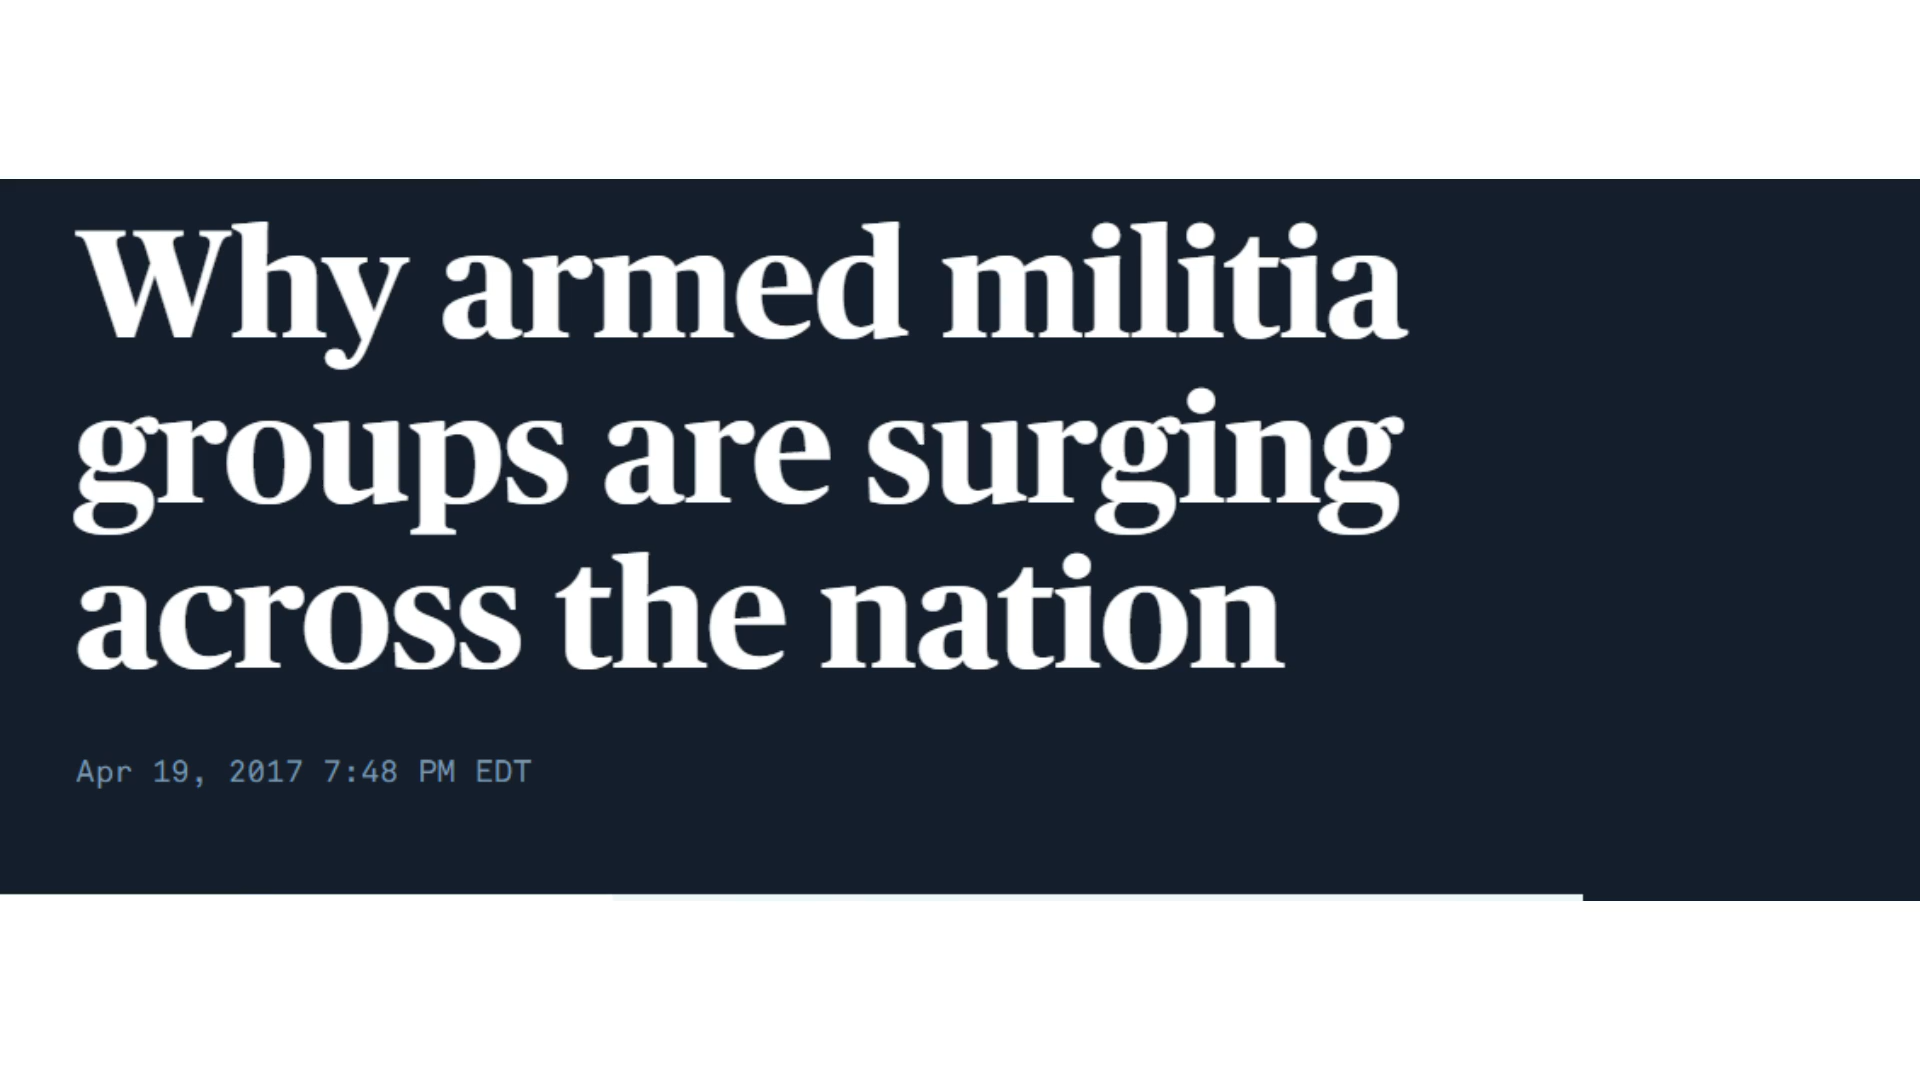 Why armed militia
groups are surging
across the nation
Apr 19, 2017 7:48 PM EDT